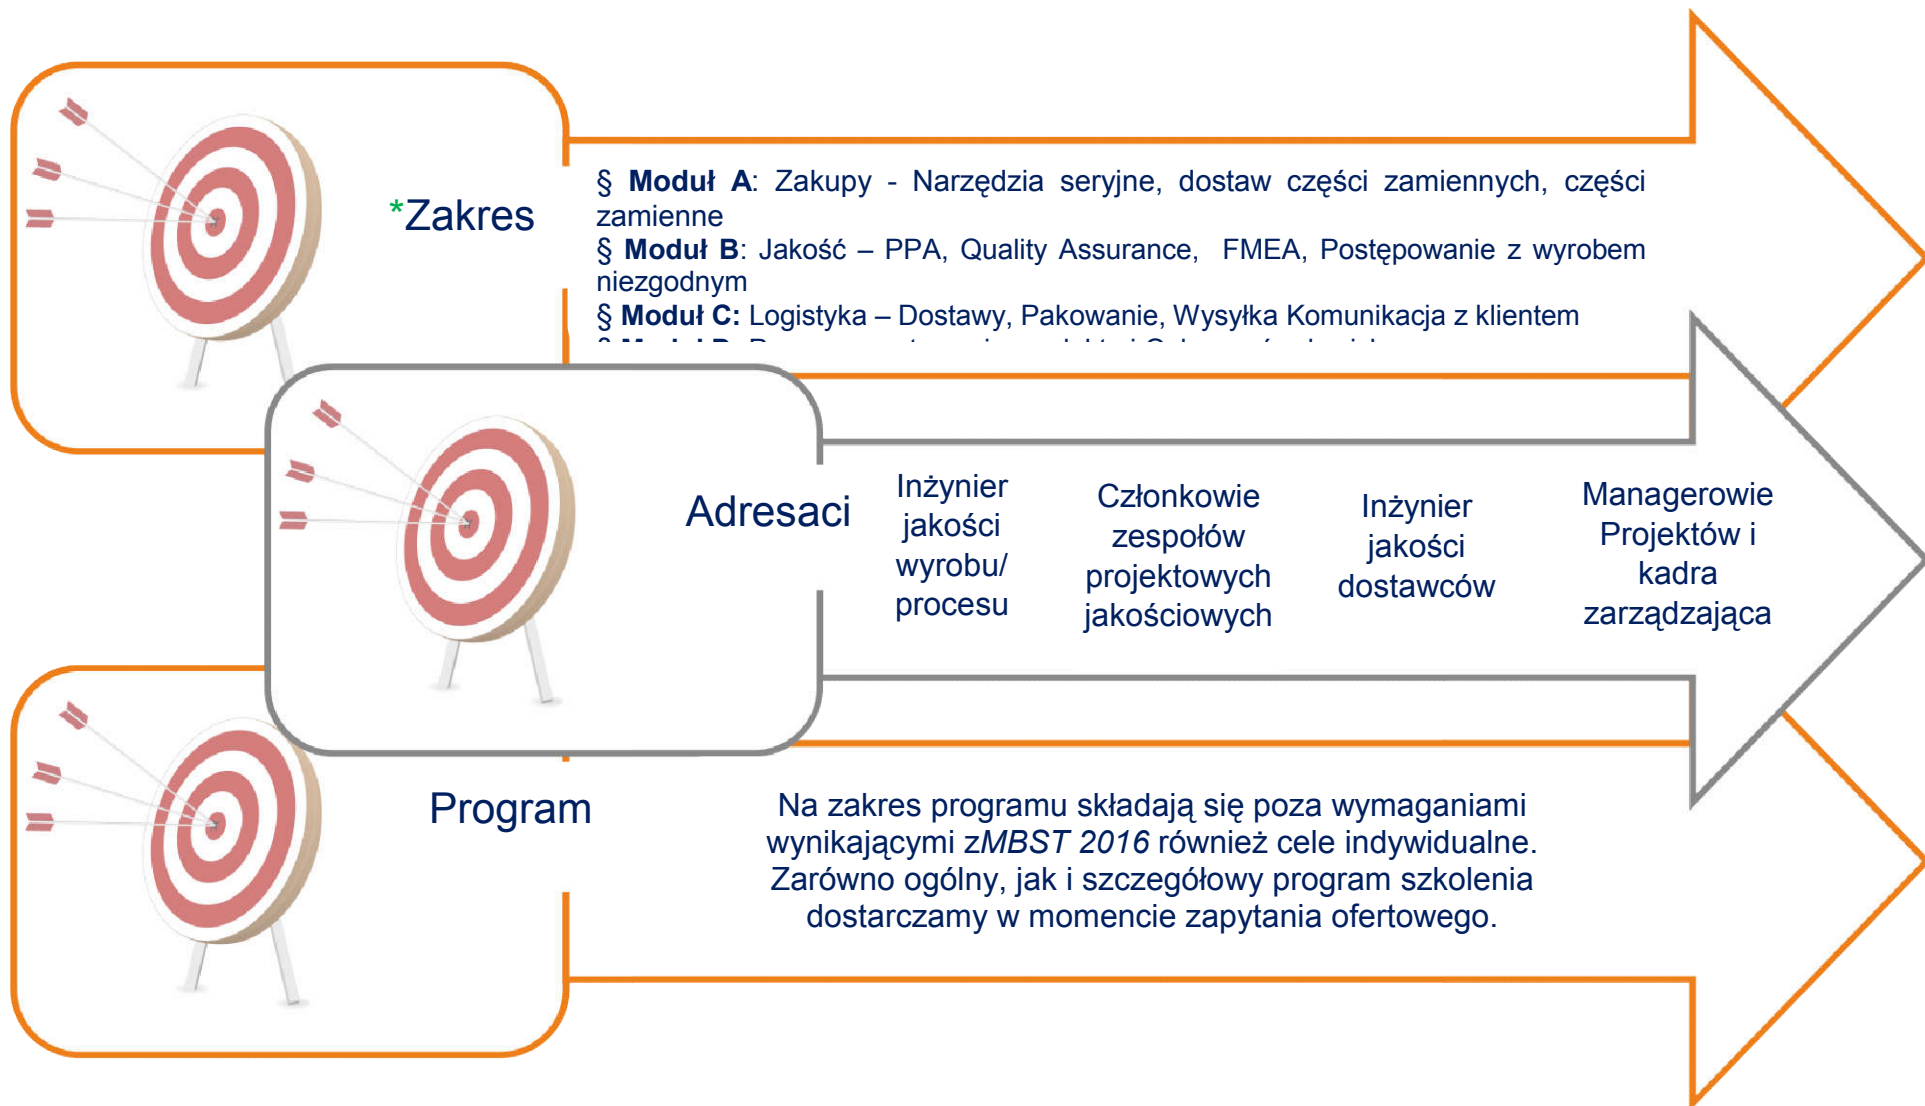 *Zakres
§ Moduł A: Zakupy - Narzędzia seryjne, dostaw części zamiennych, części
zamienne
§ Moduł B: Jakość – PPA, Quality Assurance, FMEA, Postępowanie z wyrobem
niezgodnym
§ Moduł C: Logistyka – Dostawy, Pakowanie, Wysyłka Komunikacja z klientem
Adresaci
Inżynier
jakości
wyrobu/
procesu
Członkowie
zespołów
projektowych
jakościowych
Inżynier
jakości
dostawców
Managerowie
Projektów i
kadra
zarządzająca
Program
Na zakres programu składają się poza wymaganiami
wynikającymi zMBST 2016 również cele indywidualne.
Zarówno ogólny, jak i szczegółowy program szkolenia
dostarczamy w momencie zapytania ofertowego.